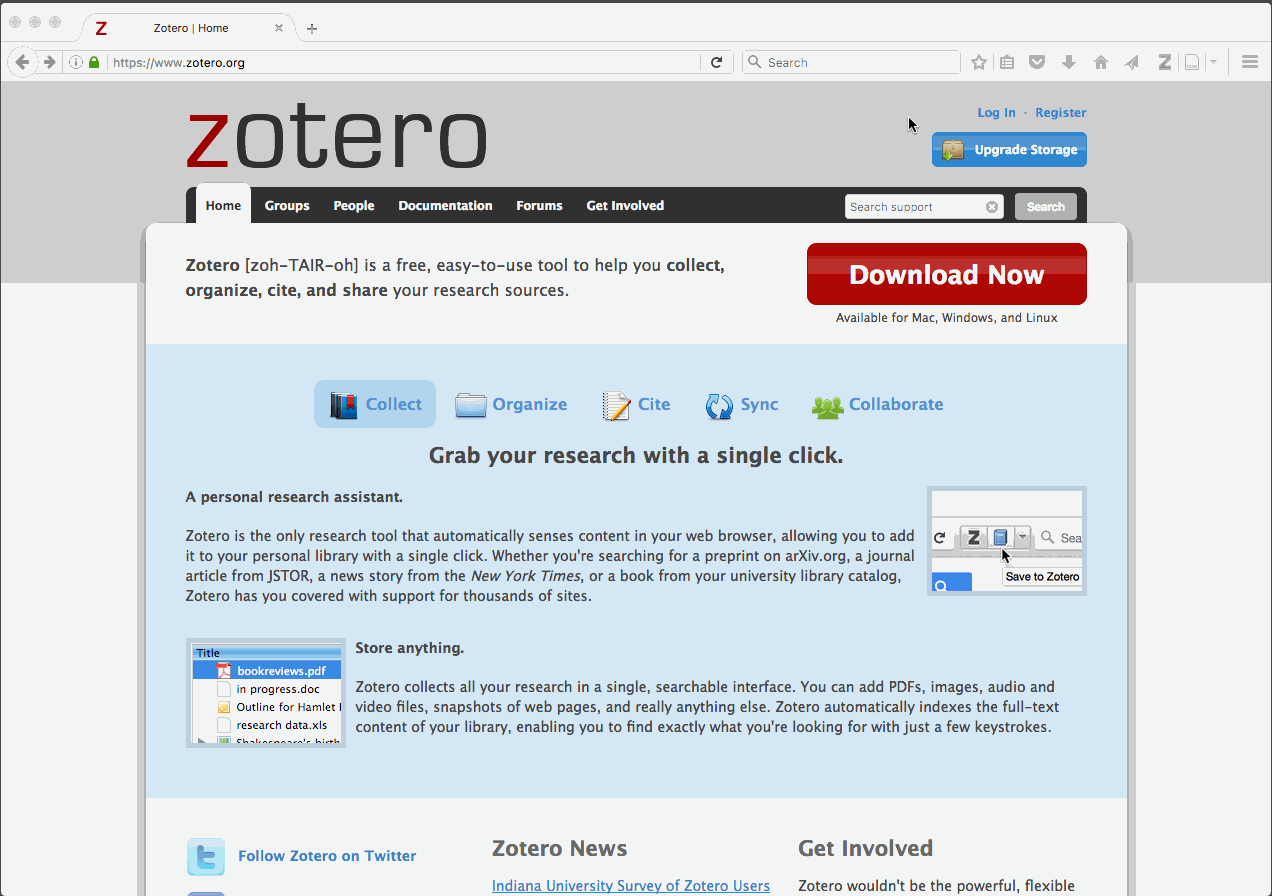 Z Zotero | Home
https://www.zotero.org
Search
Z
zotero
Log In · Register
Upgrade Storage
Home Groups People Documentation Forums Get Involved
Search support
Search
Zotero [zoh-TAIR-oh] is a free, easy-to-use tool to help you collect,
organize, cite, and share your research sources.
Download Now
Available for Mac, Windows, and Linux
Collect Organize Cite Sync Collaborate
Grab your research with a single click.
A personal research assistant.
Zotero is the only research tool that automatically senses content in your web browser, allowing you to add
it to your personal library with a single click. Whether you're searching for a preprint on arXiv.org, a journal
article from JSTOR, a news story from the New York Times, or a book from your university library catalog,
Zotero has you covered with support for thousands of sites.
Z Sea
Save to Zotero
Title
bookreviews.pdf
in progress.doc
Outline for Hamlet
research data.xls
Shakespeare's birth
Store anything.
Zotero collects all your research in a single, searchable interface. You can add PDFs, images, audio and
video files, snapshots of web pages, and really anything else. Zotero automatically indexes the full-text
content of your library, enabling you to find exactly what you're looking for with just a few keystrokes.
Follow Zotero on Twitter
Zotero News
Indiana University Survey of Zotero Users
Get Involved
Zotero wouldn't be the powerful, flexible